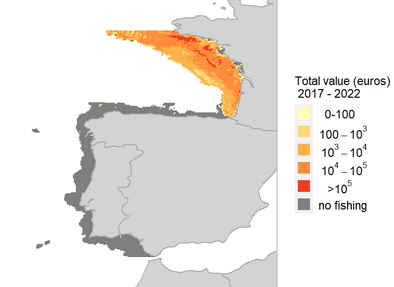 Total value (euros)
2017 - 2022
0-100
100 – 10³
10³ – 10⁴
10⁴ – 10⁵
>10⁵
no fishing